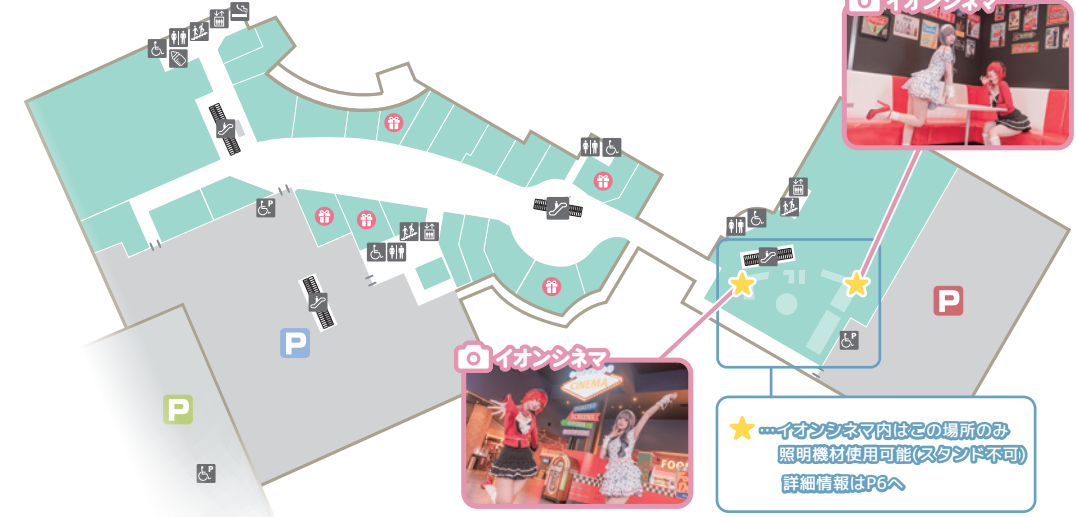 イオンシネマ
P
P
P
P
P
P
イオンシネマ
CINEMA
FOO
★…イオンシネマ内はこの場所のみ
照明機材使用可能(スタンド不可)
詳細情報はP6へ